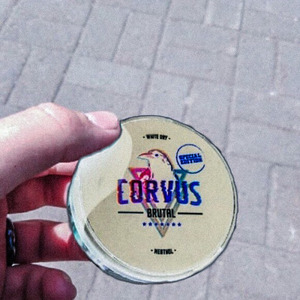 • WHITE DRY •
SPECIAL
EDITION
CORVUS
BRUTAL
• MENTHOL •